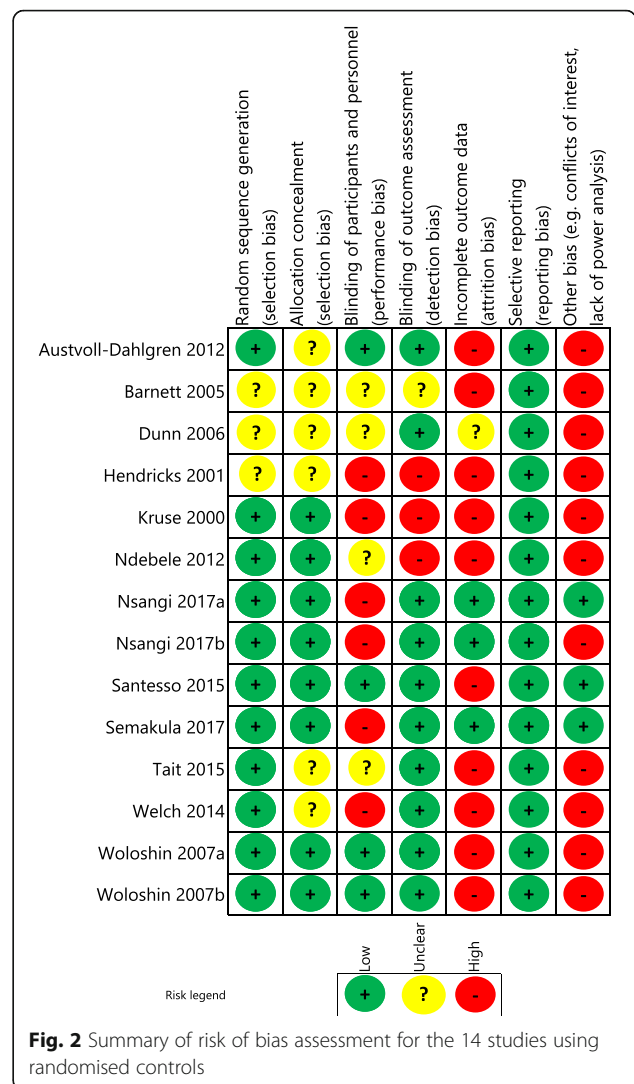 Random sequence generation
(selection bias)
Allocation concealment
(selection bias)
Blinding of participants and personnel
(performance bias)
Blinding of outcome assessment
(detection bias)
Incomplete outcome data
(attrition bias)
Selective reporting
(reporting bias)
Other bias (e.g. conflicts of interest,
lack of power analysis)
Austvoll-Dahlgren 2012 + ? + + - + -
Barnett 2005 ? ? ? ? - + -
Dunn 2006 ? ? ? + ? + -
Hendricks 2001 ? ? - - - + -
Kruse 2000 + + - - - + -
Ndebele 2012 + + ? - - + -
Nsangi 2017a + + - + + + +
Nsangi 2017b + + - + + + -
Santesso 2015 + + + + - + +
Semakula 2017 + + - + + + +
Tait 2015 + ? ? + - + -
Welch 2014 + ? - + - + -
Woloshin 2007a + + + + - + -
Woloshin 2007b + + + + - + -
Low Unclear High
Risk legend + ? -
Fig. 2 Summary of risk of bias assessment for the 14 studies using
randomised controls